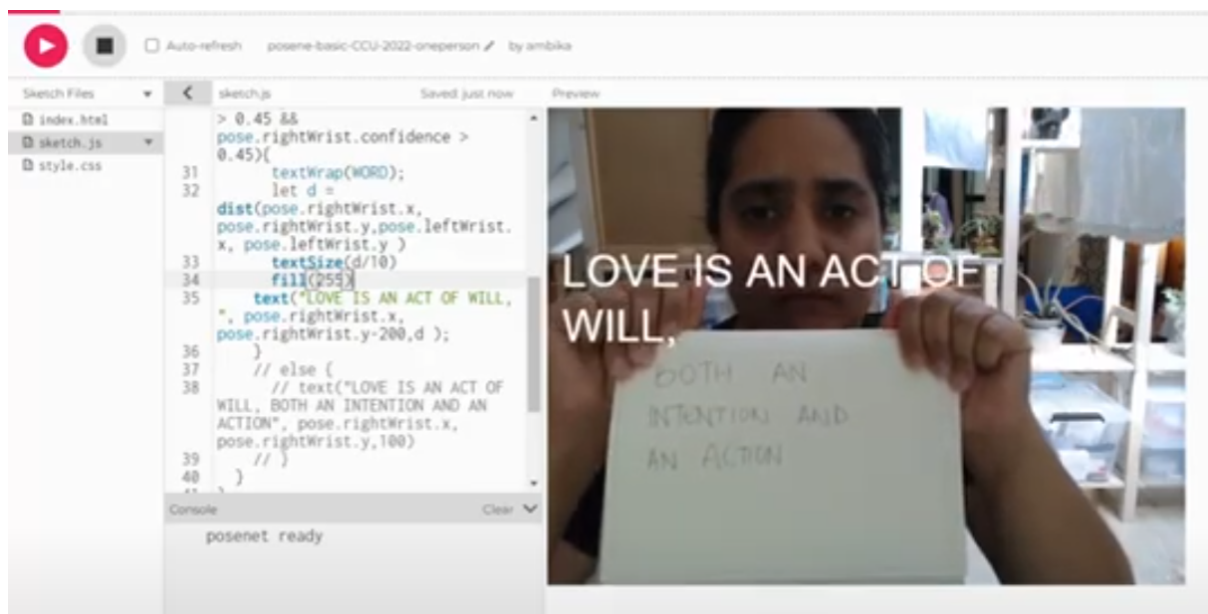 Auto-refresh posene-basic-CCU-2022-oneperson by ambika
Sketch Files
index.html
sketch.js
style.css
sketch.js Saved: just now
> 0.45 &&
pose.rightWrist.confidence >
0.45){
31 textWrap(WORD);
32 let d =
dist(pose.rightWrist.x,
pose.rightWrist.y,pose.leftWrist.
x, pose.leftWrist.y )
33 textSize(d/10)
34 fill(255)
35 text("LOVE IS AN ACT OF WILL,
", pose.rightWrist.x,
pose.rightWrist.y-200,d );
36 }
37 // else {
38 // text("LOVE IS AN ACT OF
WILL, BOTH AN INTENTION AND AN
ACTION", pose.rightWrist.x,
pose.rightWrist.y,100)
39 // }
40 }
Console Clear
posenet ready
Preview
LOVE IS AN ACT OF
WILL,
BOTH AN
INTENTION AND
AN ACTION